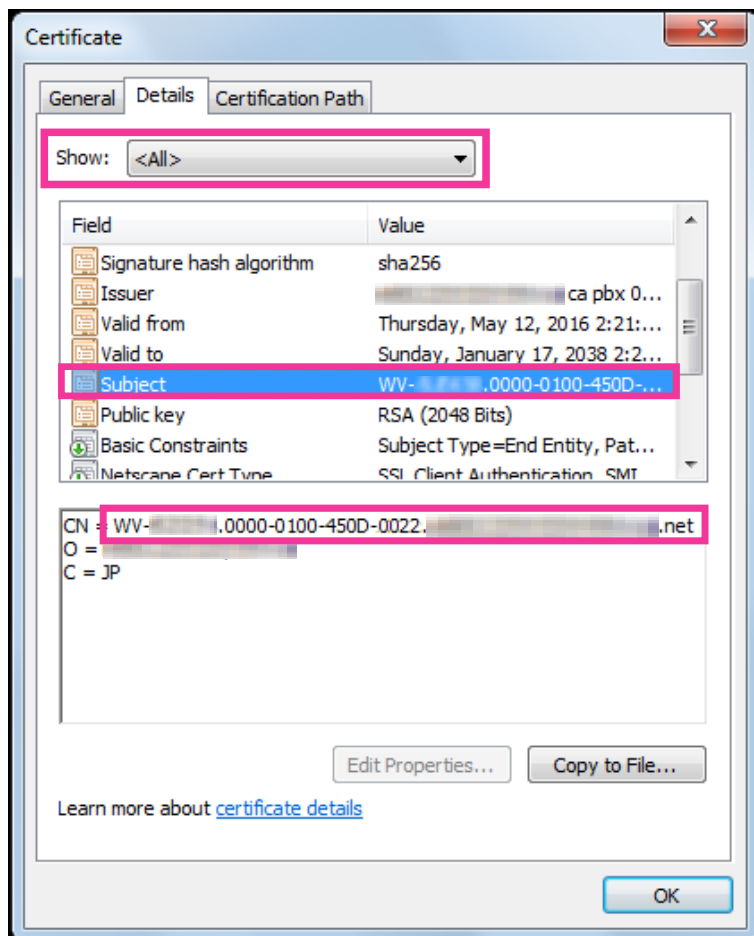 Certificate
General Details Certification Path
Show: <All>
Field Value
Signature hash algorithm sha256
Issuer ca pbx 0...
Valid from Thursday, May 12, 2016 2:21:...
Valid to Sunday, January 17, 2038 2:2...
Subject WV- .0000-0100-450D-...
Public key RSA (2048 Bits)
Basic Constraints Subject Type=End Entity, Pat...
Netscape Cert Type SSL Client Authentication, SMI
CN = WV- .0000-0100-450D-0022. .net
O =
C = JP
Edit Properties... Copy to File...
Learn more about certificate details
OK